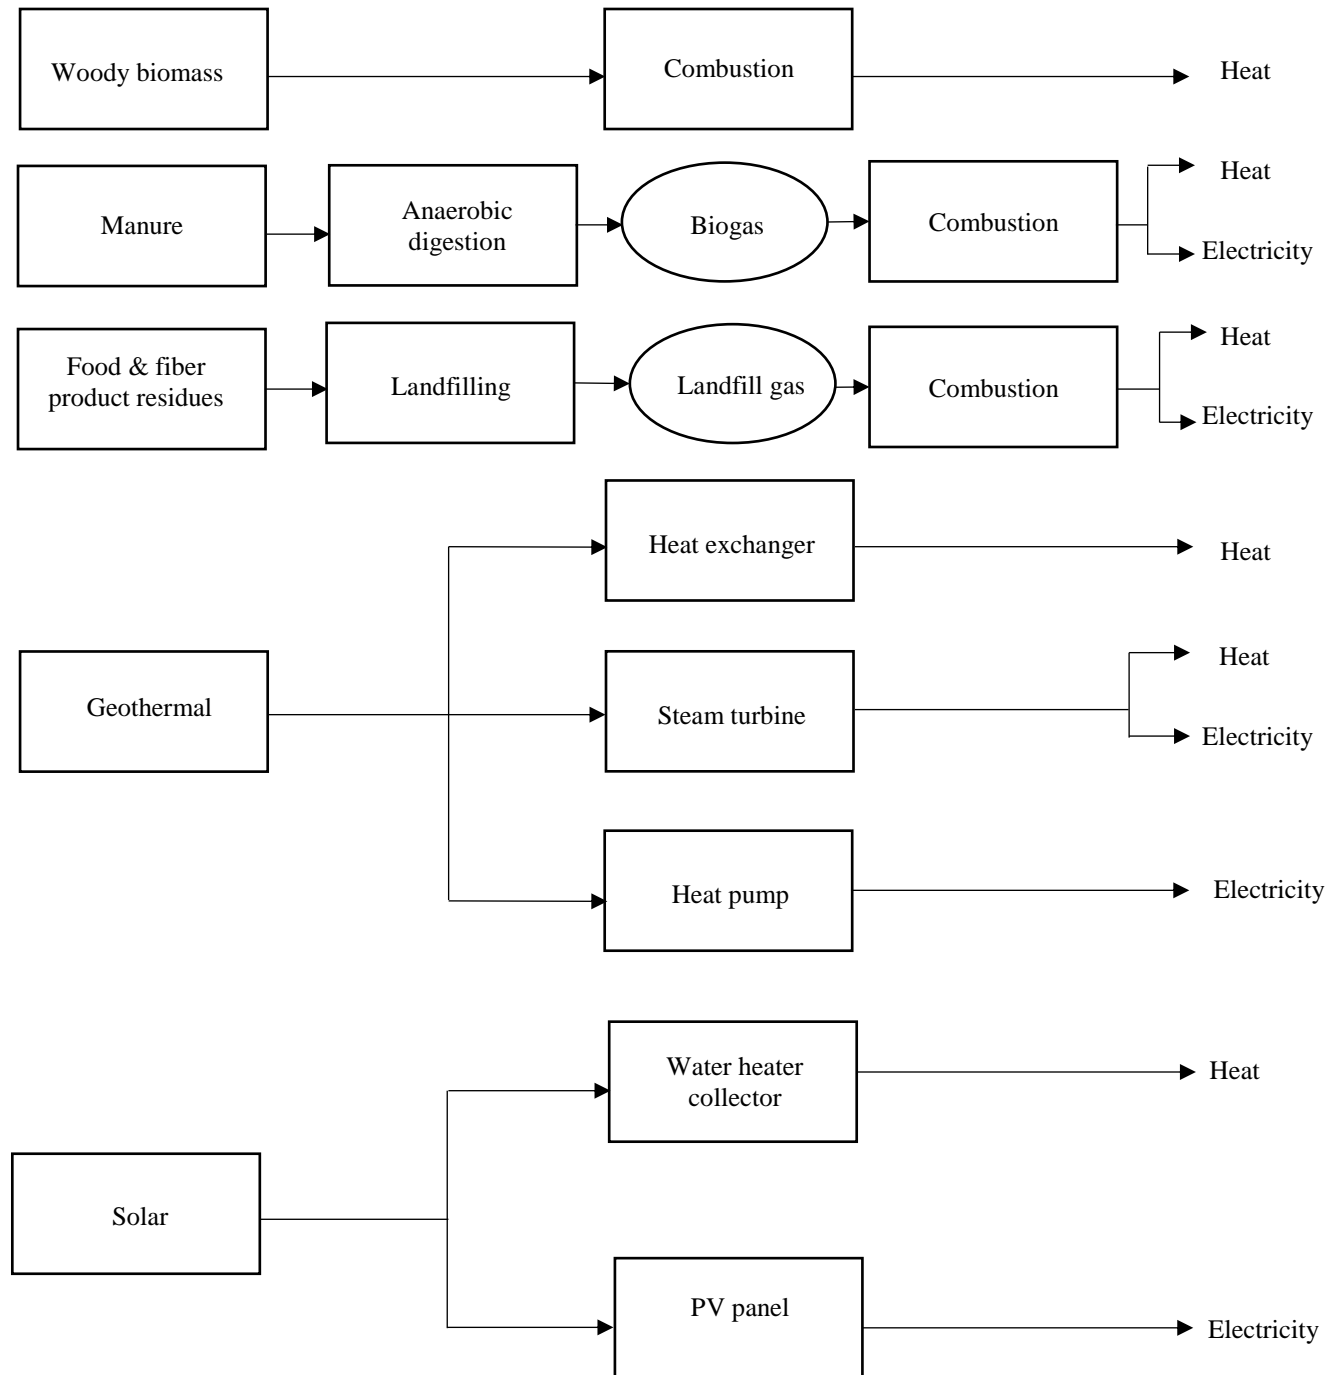 Woody biomass
Combustion
Heat
Manure
Anaerobic
digestion
Biogas
Combustion
Heat
Electricity
Food & fiber
product residues
Landfilling
Landfill gas
Combustion
Heat
Electricity
Geothermal
Heat exchanger
Heat
Steam turbine
Heat
Electricity
Heat pump
Electricity
Solar
Water heater
collector
Heat
PV panel
Electricity